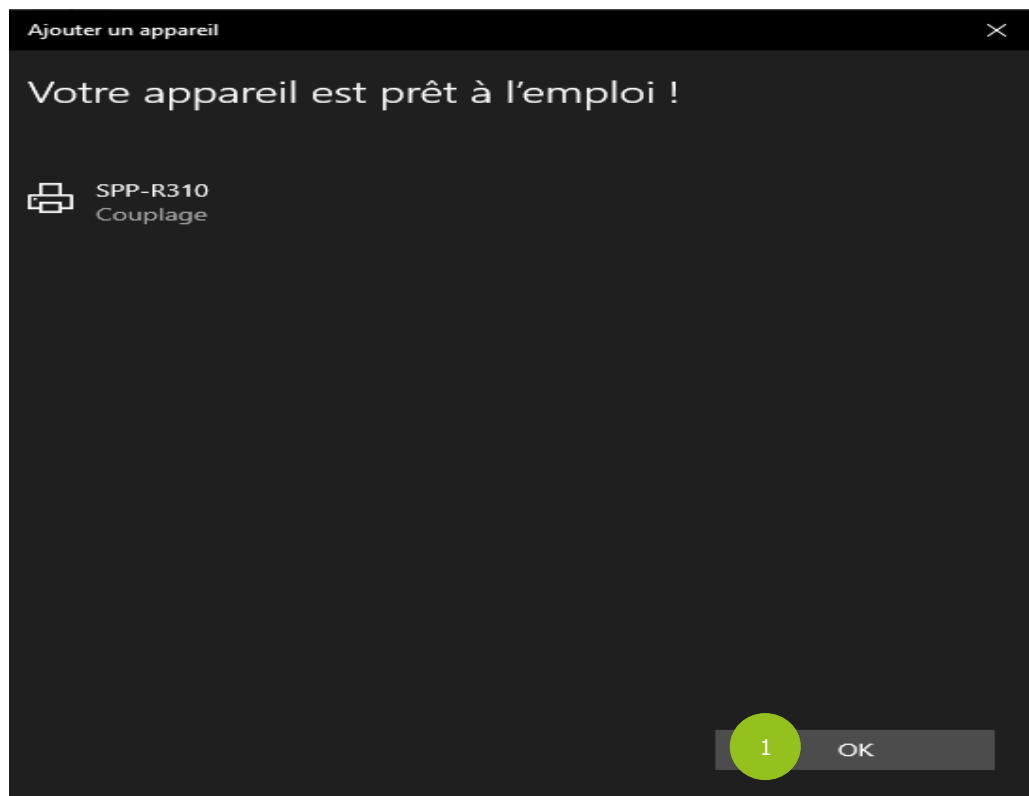 Ajouter un appareil
Votre appareil est prêt à l’emploi !
SPP-R310
Couplage
1
OK